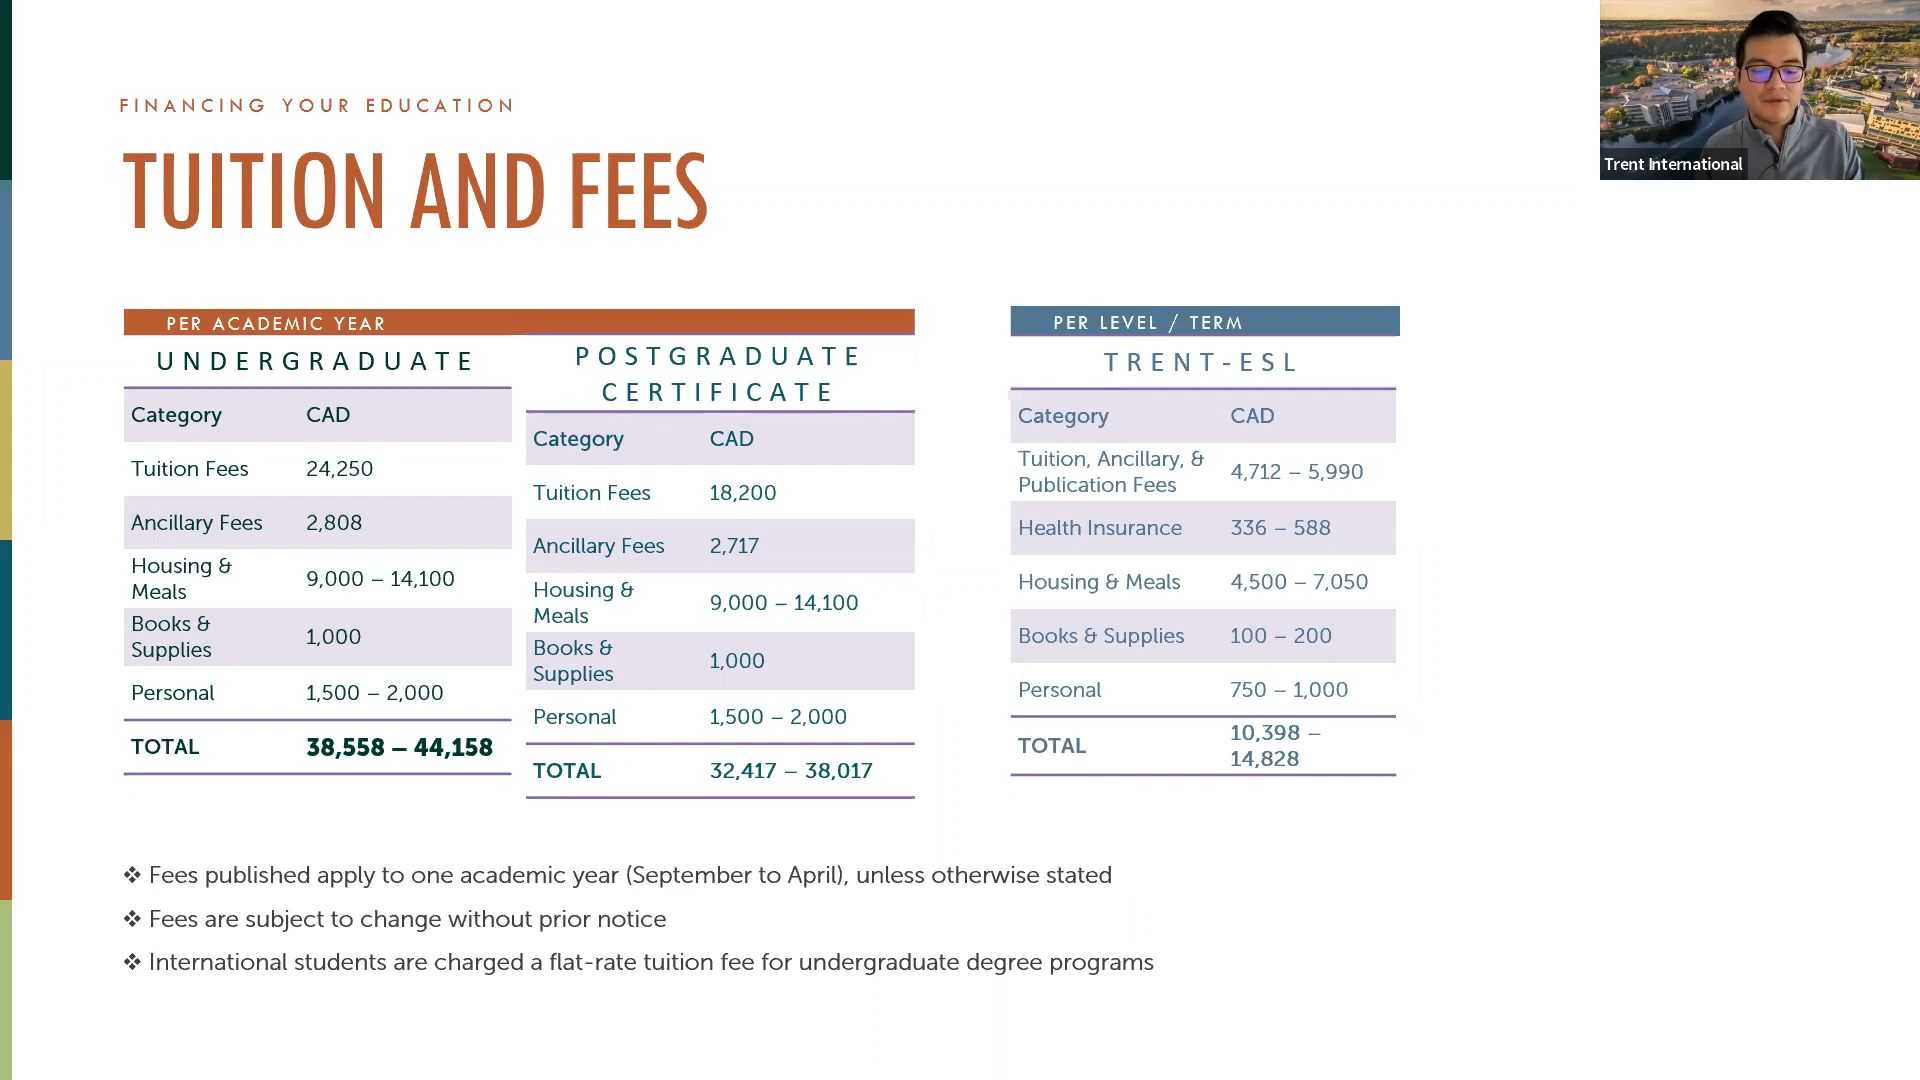 FINANCING YOUR EDUCATION
TUITION AND FEES
Trent International
PER ACADEMIC YEAR
UNDERGRADUATE
Category CAD
Tuition Fees 24,250
Ancillary Fees 2,808
Housing &
Meals 9,000 – 14,100
Books &
Supplies 1,000
Personal 1,500 – 2,000
TOTAL 38,558 – 44,158
POSTGRADUATE
CERTIFICATE
Category CAD
Tuition Fees 18,200
Ancillary Fees 2,717
Housing &
Meals 9,000 – 14,100
Books &
Supplies 1,000
Personal 1,500 – 2,000
TOTAL 32,417 – 38,017
PER LEVEL / TERM
TRENT-ESL
Category CAD
Tuition, Ancillary, &
Publication Fees 4,712 – 5,990
Health Insurance 336 – 588
Housing & Meals 4,500 – 7,050
Books & Supplies 100 – 200
Personal 750 – 1,000
TOTAL 10,398 –
14,828
❖ Fees published apply to one academic year (September to April), unless otherwise stated
❖ Fees are subject to change without prior notice
❖ International students are charged a flat-rate tuition fee for undergraduate degree programs